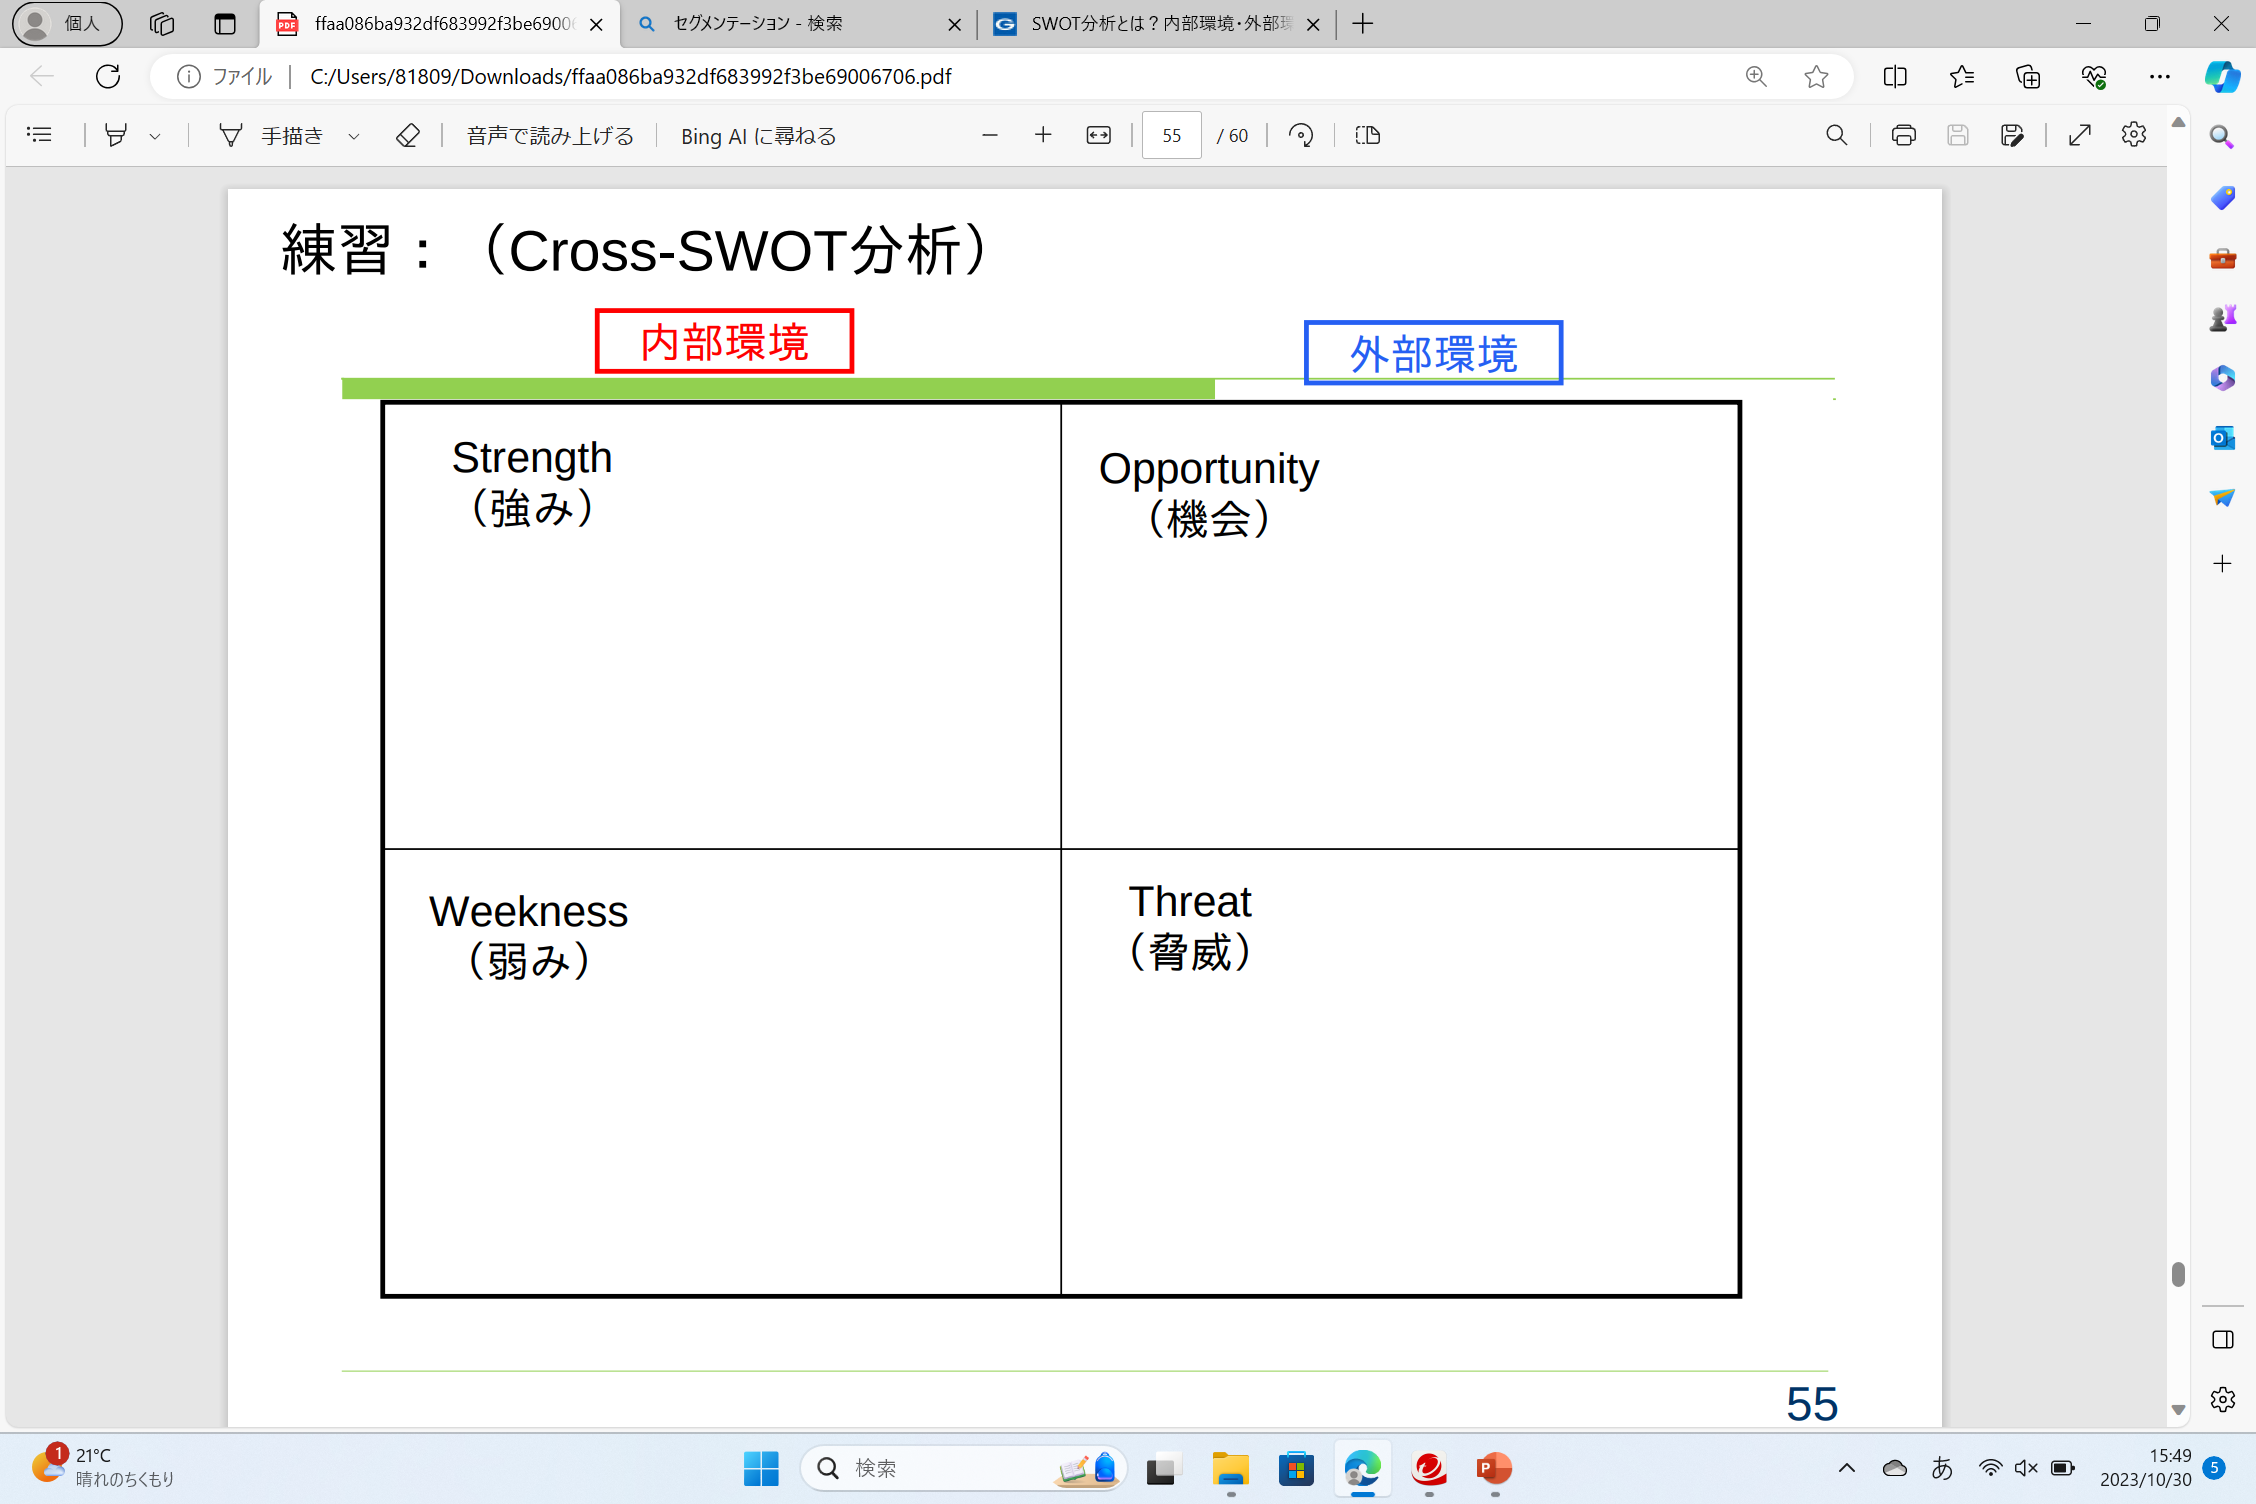 個人
ffaa086ba932df683992f3be6900
セグメンテーション - 検索
SWOT分析とは？内部環境・外部環
ファイル
C:/Users/81809/Downloads/ffaa086ba932df683992f3be69006706.pdf
手描き
音声で読み上げる
Bing AI に尋ねる
55
/ 60
練習：（Cross-SWOT分析）
内部環境
外部環境
Strength
（強み）
Opportunity
（機会）
Weekness
（弱み）
Threat
（脅威）
55
1
21°C
晴れのちくもり
検索
あ
15:49
2023/10/30
5